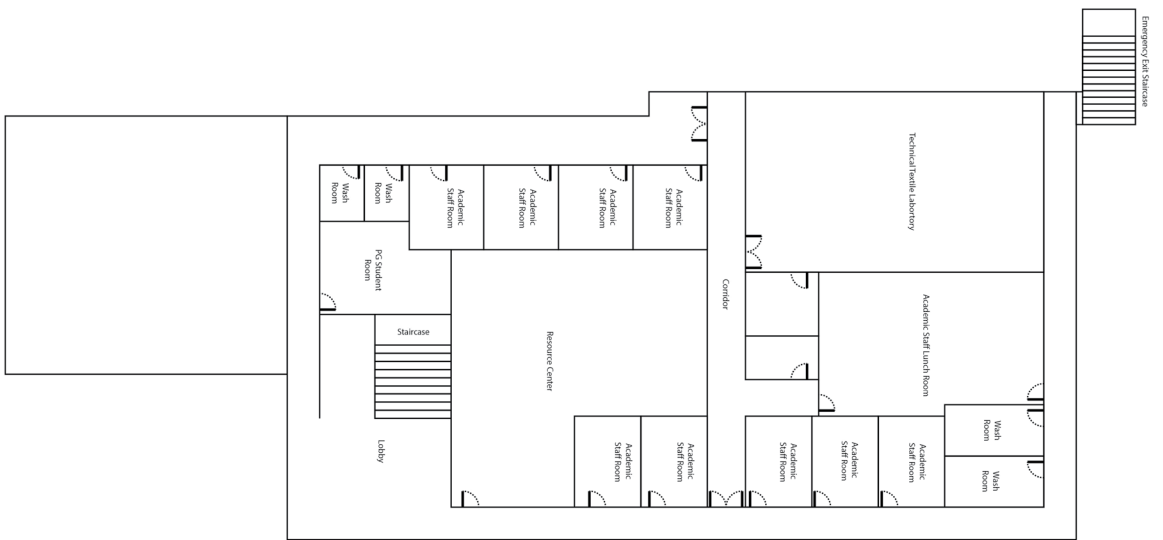 Emergency Exit Staircase
Technical Textile Labortory
Wash
Room
Wash
Room
Academic
Staff Room
Academic
Staff Room
Academic
Staff Room
Academic
Staff Room
PG Student
Room
Corridor
Academic Staff Lunch Room
Staircase
Resource Center
Lobby
Academic
Staff Room
Academic
Staff Room
Academic
Staff Room
Academic
Staff Room
Academic
Staff Room
Wash
Room
Wash
Room